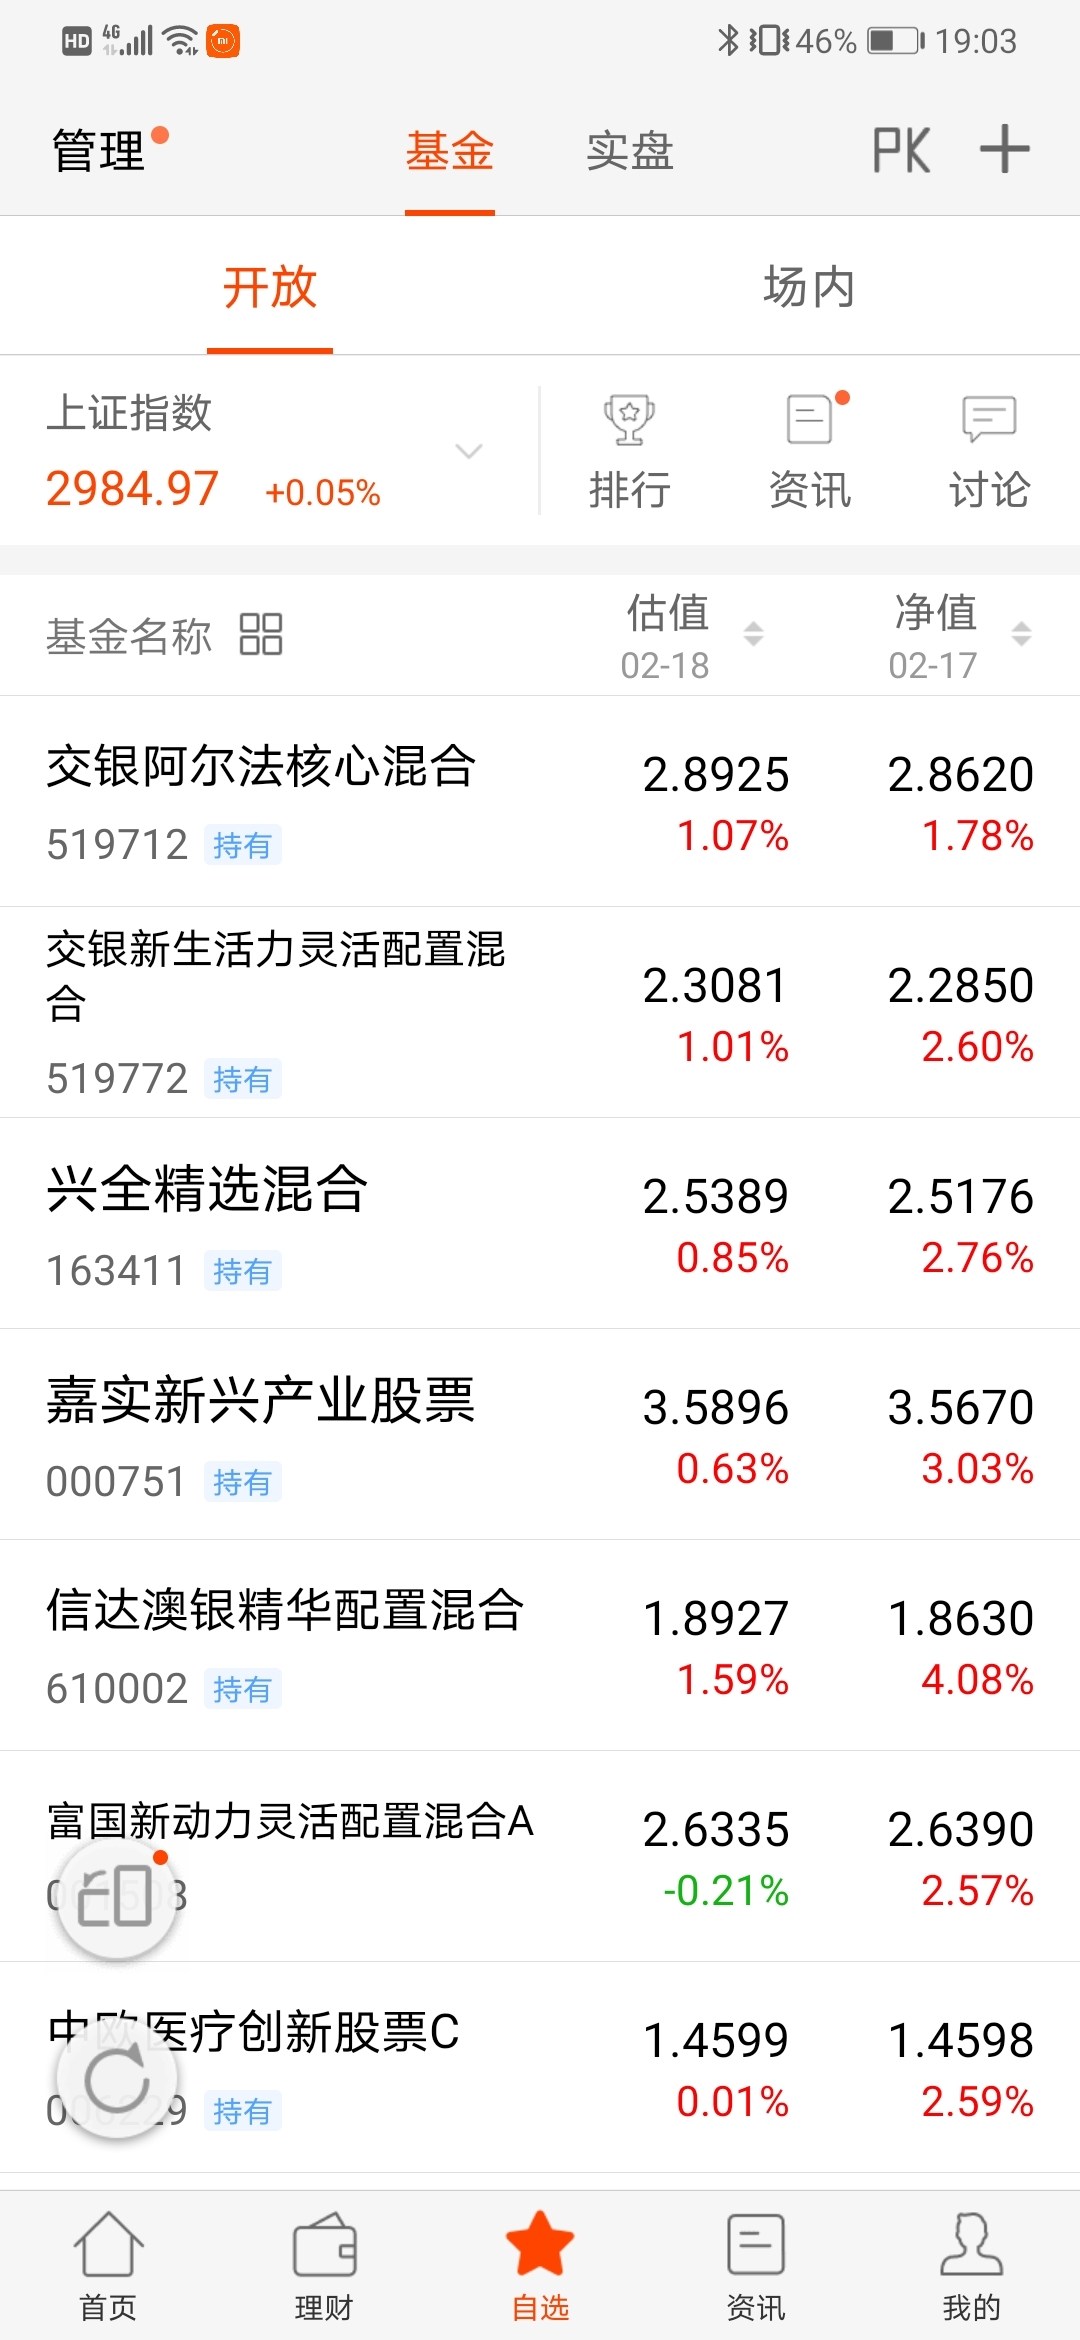 HD 4G 46% 19:03
管理 基金 实盘 PK
开放 场内
上证指数
2984.97 +0.05%
排行 资讯 讨论
基金名称 估值 净值
02-18 02-17
交银阿尔法核心混合 2.8925 2.8620
519712 持有 1.07% 1.78%
交银新生活力灵活配置混
合
2.3081 2.2850
1.01% 2.60%
519772 持有
兴全精选混合 2.5389 2.5176
163411 持有 0.85% 2.76%
嘉实新兴产业股票 3.5896 3.5670
000751 持有 0.63% 3.03%
信达澳银精华配置混合 1.8927 1.8630
610002 持有 1.59% 4.08%
富国新动力灵活配置混合A 2.6335 2.6390
-0.21% 2.57%
中欧医疗创新股票C 1.4599 1.4598
持有 0.01% 2.59%
首页 理财 自选 资讯 我的